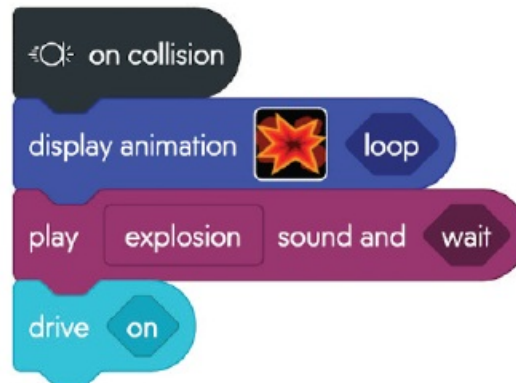 on collision
display animation loop
play explosion sound and wait
drive on